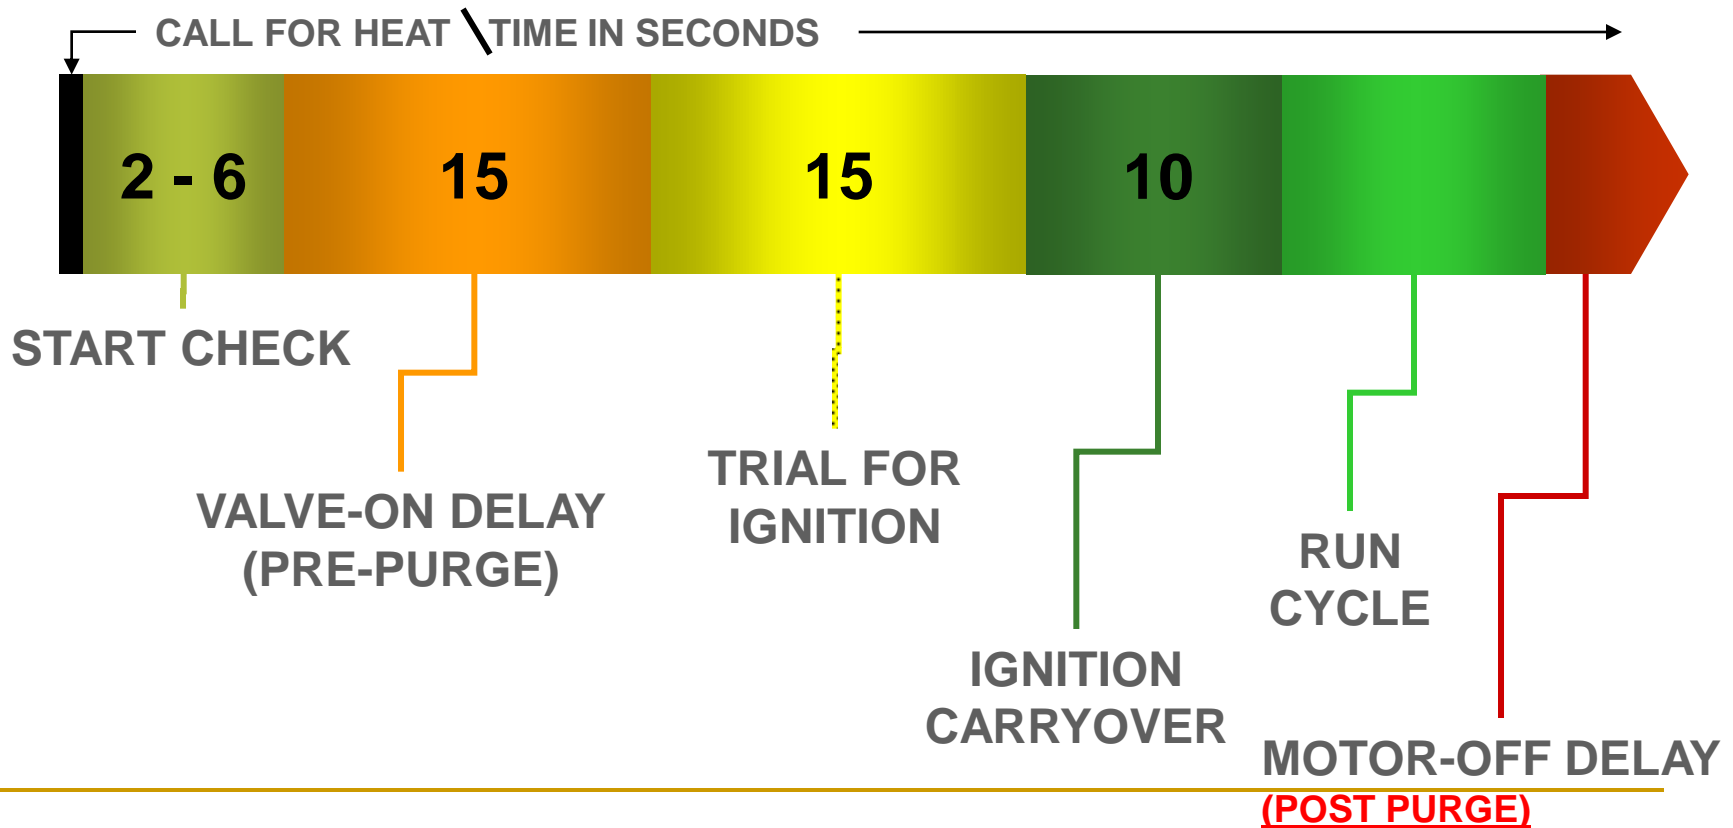 CALL FOR HEAT \ TIME IN SECONDS
2 - 6
15
15
10
START CHECK
VALVE-ON DELAY
(PRE-PURGE)
TRIAL FOR
IGNITION
IGNITION
CARRYOVER
RUN
CYCLE
MOTOR-OFF DELAY
(POST PURGE)